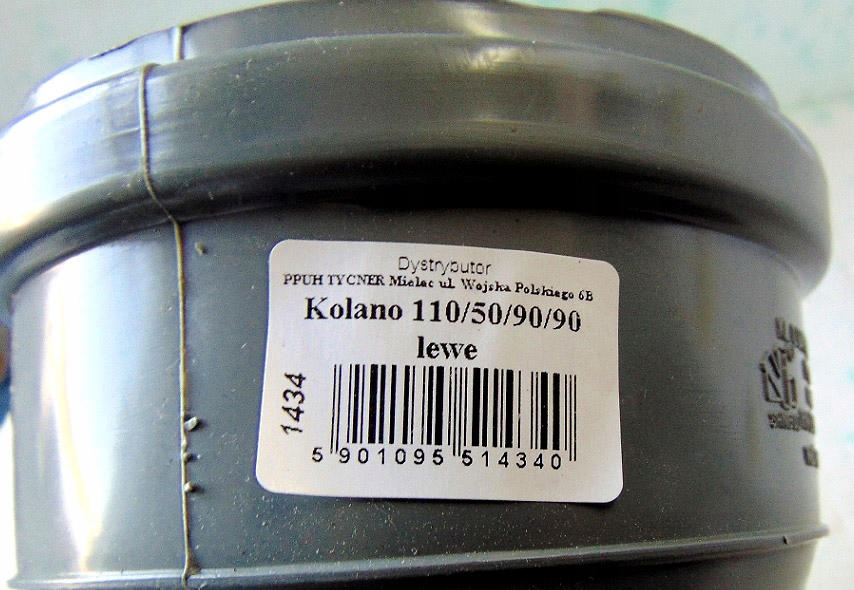 Dystrybutor
PPUH TYCNER Mielec ul. Wojska Polskiego 6B
Kolano 110/50/90/90
lewe
1434
5 901095 514340